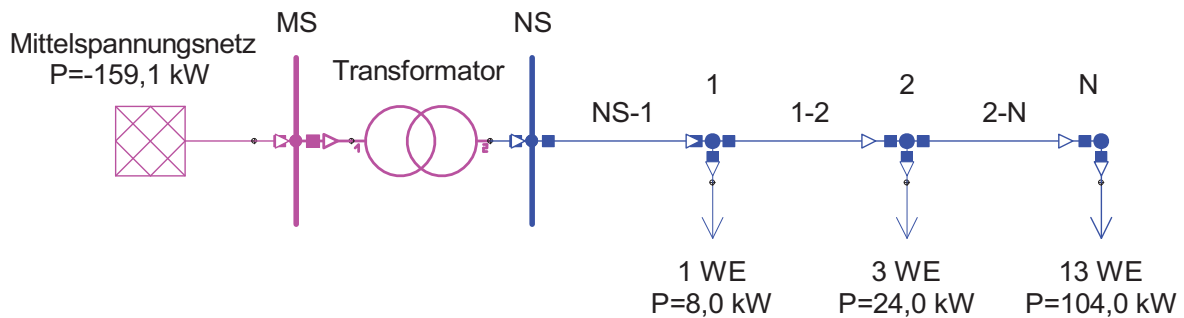 MS
NS
Mittelspannungsnetz
P=-159,1 kW
Transformator
1
2
N
NS-1
1-2
2-N
1
2
1 WE
P=8,0 kW
3 WE
P=24,0 kW
13 WE
P=104,0 kW